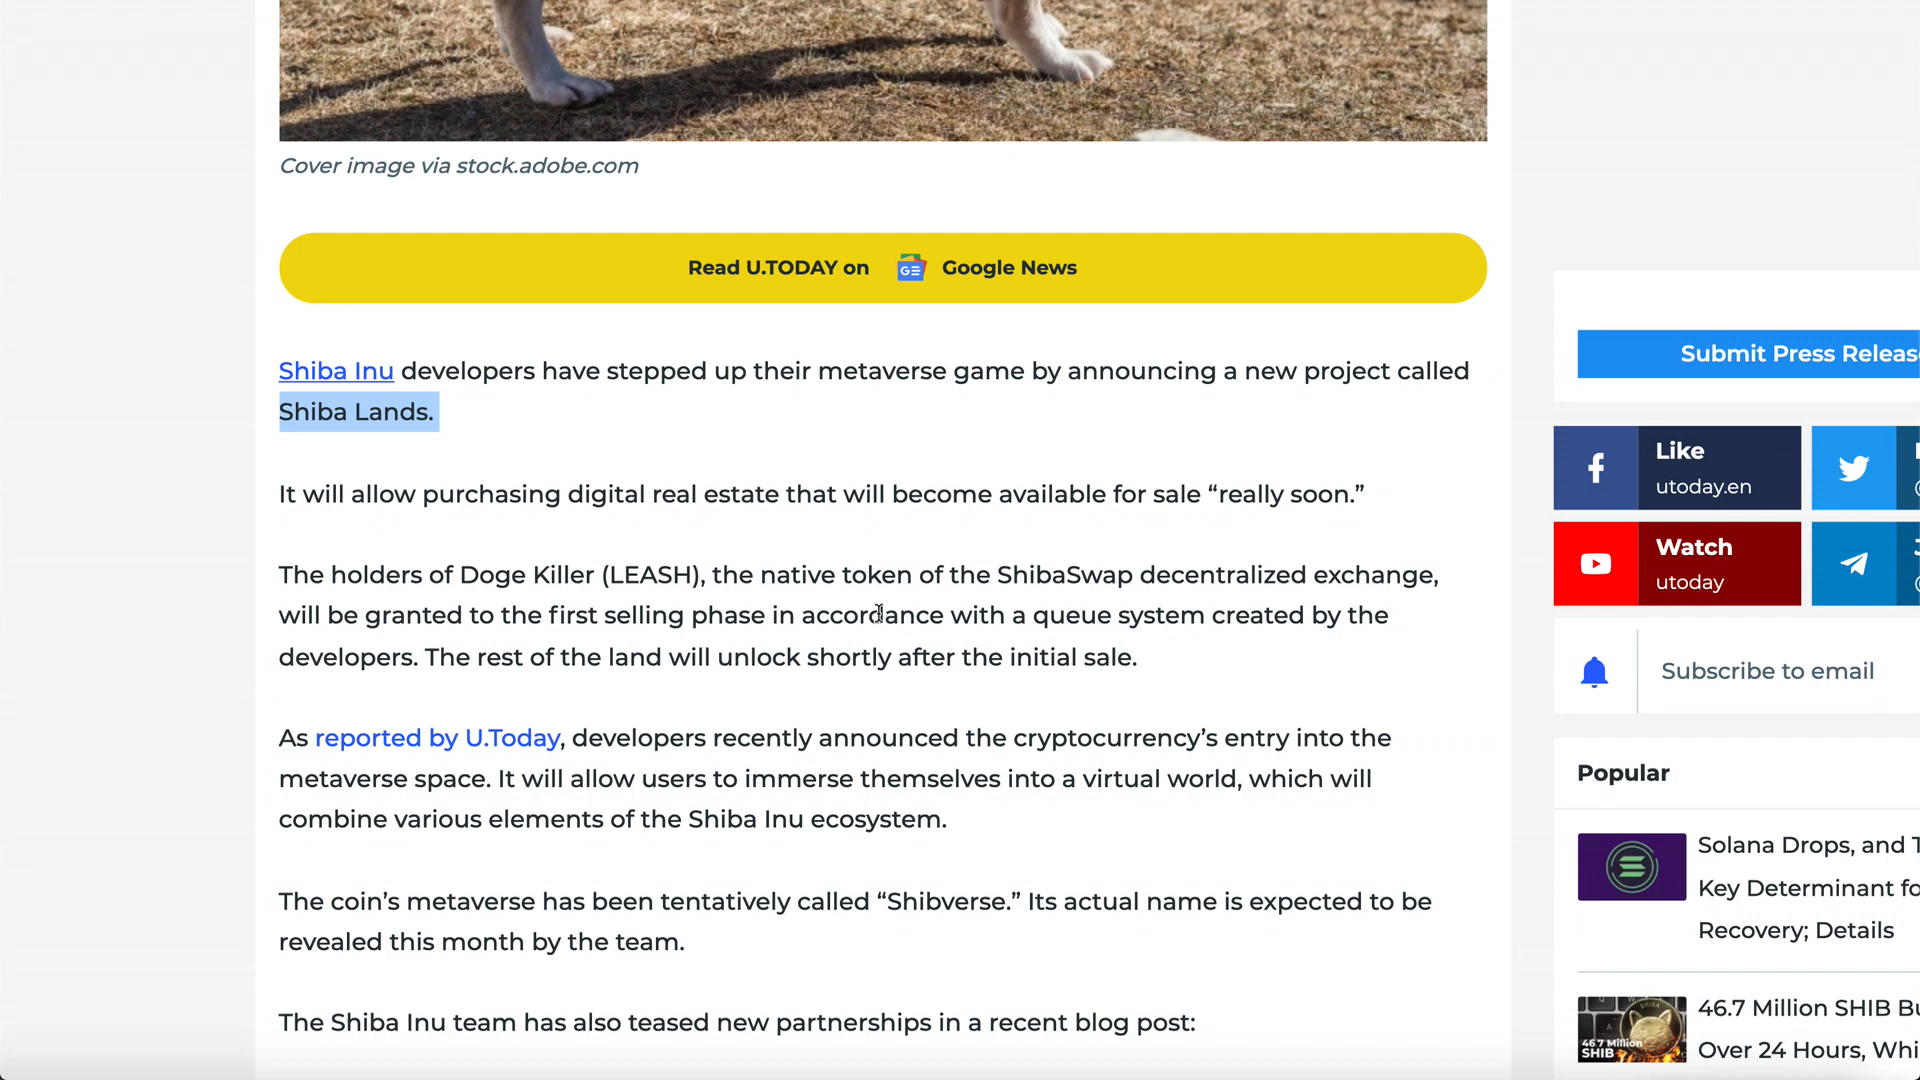 Cover image via stock.adobe.com
Read U.TODAY on GE Google News
Shiba Inu developers have stepped up their metaverse game by announcing a new project called
Shiba Lands.
It will allow purchasing digital real estate that will become available for sale “really soon.”
The holders of Doge Killer (LEASH), the native token of the ShibaSwap decentralized exchange,
will be granted to the first selling phase in accordance with a queue system created by the
developers. The rest of the land will unlock shortly after the initial sale.
As reported by U.Today, developers recently announced the cryptocurrency’s entry into the
metaverse space. It will allow users to immerse themselves into a virtual world, which will
combine various elements of the Shiba Inu ecosystem.
The coin’s metaverse has been tentatively called “Shibverse.” Its actual name is expected to be
revealed this month by the team.
The Shiba Inu team has also teased new partnerships in a recent blog post:
Submit Press Releas
Like
utoday.en
Watch
utoday
Subscribe to email
Popular
Solana Drops, and T
Key Determinant fo
Recovery; Details
46.7 Million
SHIB
46.7 Million SHIB Bu
Over 24 Hours, Whi